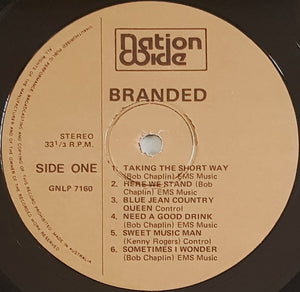 Nation
Wide
BRANDED
STEREO
33 1/3 R.P.M.
SIDE ONE
GNLP 7160
1. TAKING THE SHORT WAY
(Bob Chaplin) EMS Music
2. HERE WE STAND (Bob
Chaplin) EMS Music
3. BLUE JEAN COUNTRY
QUEEN Control
4. NEED A GOOD DRINK
(Bob Chaplin) EMS Music
5. SWEET MUSIC MAN
(Kenny Rogers) Control
6. SOMETIMES I WONDER
(Bob Chaplin) EMS Music